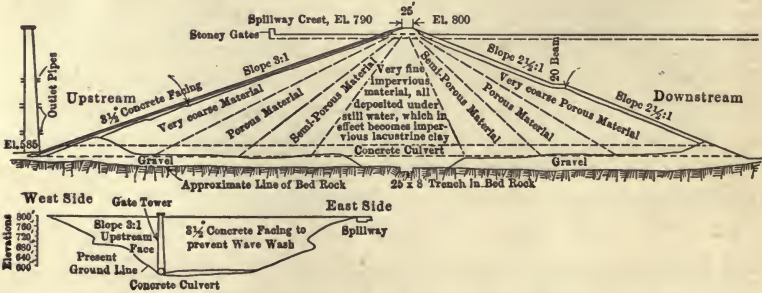 25'
Spillway Crest, El. 790
El. 800
Stoney Gates
Slope 3:1
Slope 2½:1
20 Beam
Outlet Pipes
Upstream
3½" Concrete Facing
Very coarse Material
Porous Material
Semi-Porous Material
Very fine
impervious
material, all
deposited under
still water, which in
effect becomes imper-
vious lacustrine clay
Semi-Porous Material
Porous Material
Very coarse Porous Material
Slope 2½:1
Downstream
El. 585
Concrete Culvert
Gravel
Gravel
Approximate Line of Bed Rock
25 x 8 Trench in Bed Rock
West Side
Gate Tower
East Side
Elevations
800'
760
720
680
640
600
Slope 3:1
Upstream
Face
3½" Concrete Facing to
prevent Wave Wash
Spillway
Present
Ground Line
Concrete Culvert